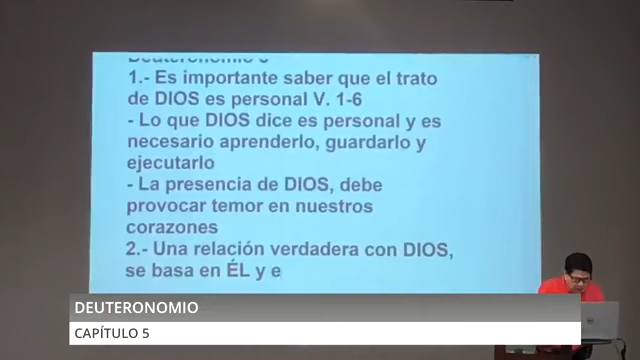 Deuteronomio 5
1.- Es importante saber que el trato
de DIOS es personal V. 1-6
- Lo que DIOS dice es personal y es
necesario aprenderlo, guardarlo y
ejecutarlo
- La presencia de DIOS, debe
provocar temor en nuestros
corazones
2.- Una relación verdadera con DIOS,
se basa en ÉL y e
DEUTERONOMIO
CAPÍTULO 5